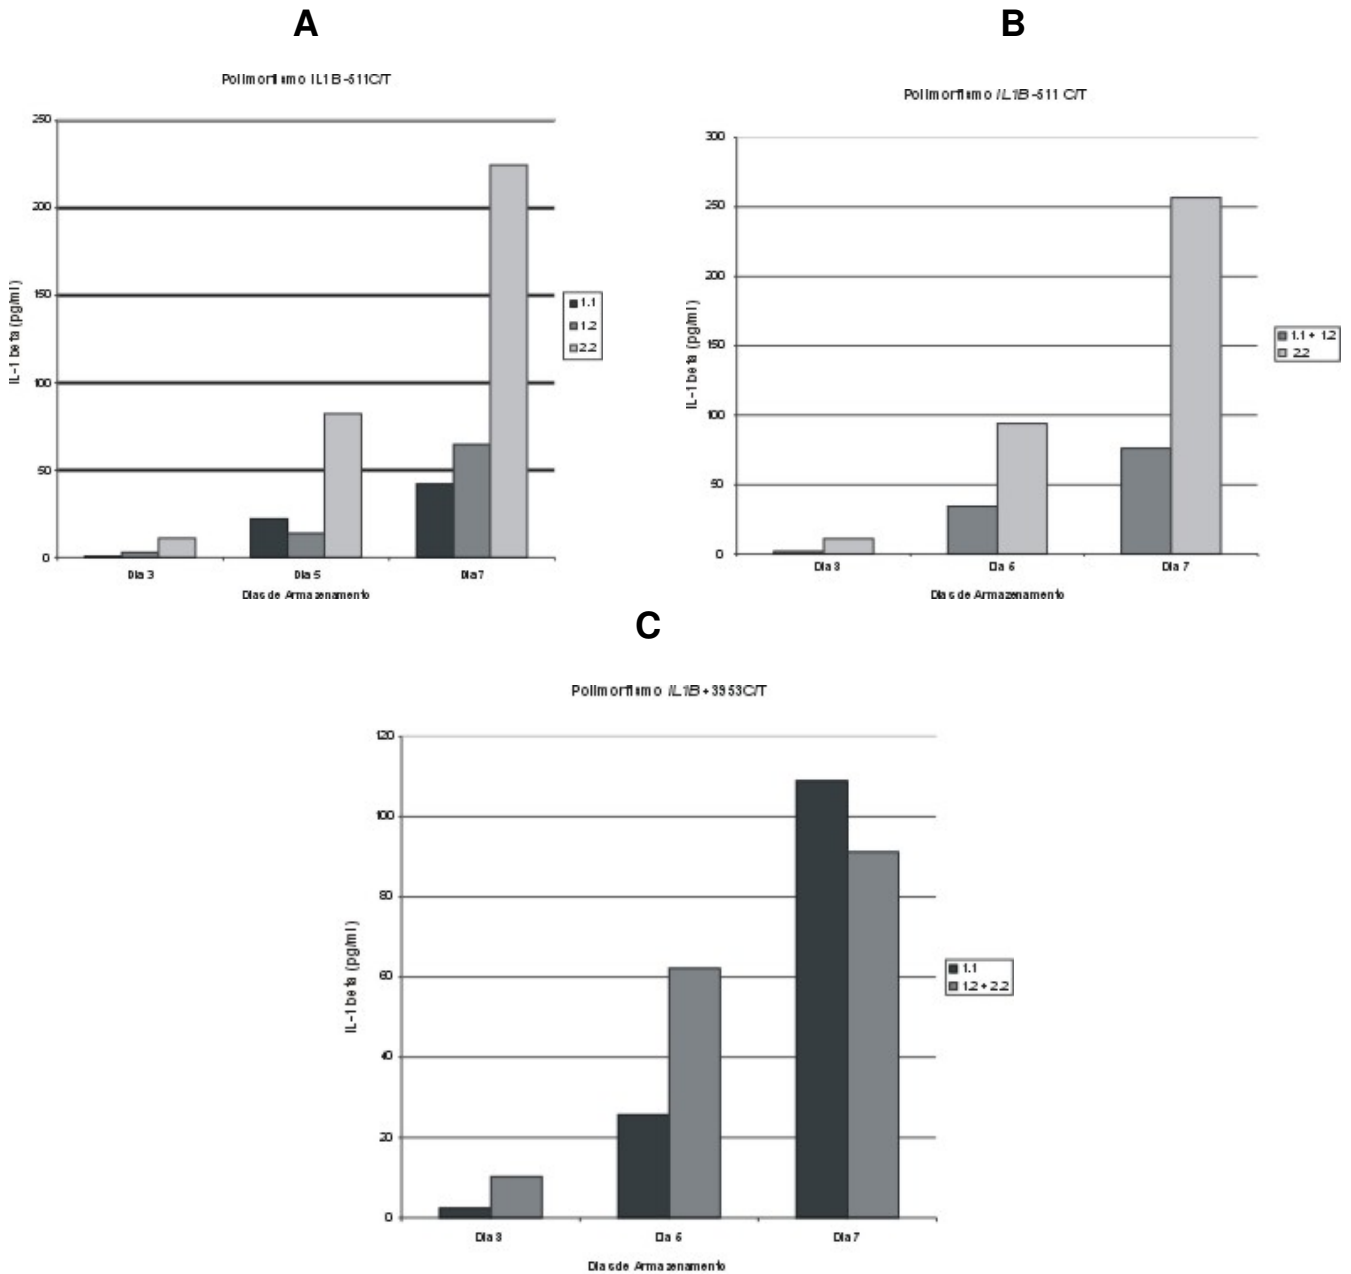 A
Polimorfismo IL1B -511C/T
250
200
150
100
50
0
IL-1 beta (pg/ml)
1.1
1.2
2.2
Dia 3 Dia 5 Dia 7
Dias de Armazenamento
B
Polimorfismo IL1B -511 C/T
300
250
200
150
100
50
0
IL-1 beta (pg/ml)
1.1 + 1.2
2.2
Dia 3 Dia 5 Dia 7
Dias de Armazenamento
C
Polimorfismo IL1B +3953C/T
120
100
80
60
40
20
0
IL-1 beta (pg/ml)
1.1
1.2 + 2.2
Dia 3 Dia 5 Dia 7
Dias de Armazenamento